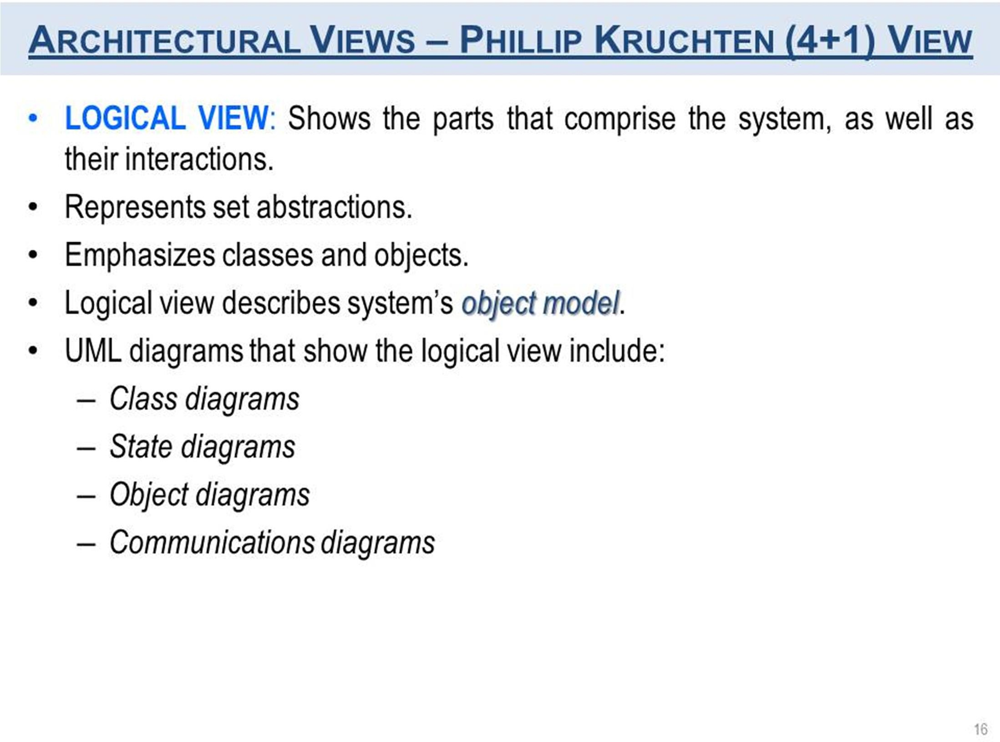 ARCHITECTURAL VIEWS – PHILLIP KRUCHTEN (4+1) VIEW
• LOGICAL VIEW: Shows the parts that comprise the system, as well as
their interactions.
• Represents set abstractions.
• Emphasizes classes and objects.
• Logical view describes system’s object model.
• UML diagrams that show the logical view include:
– Class diagrams
– State diagrams
– Object diagrams
– Communications diagrams
16